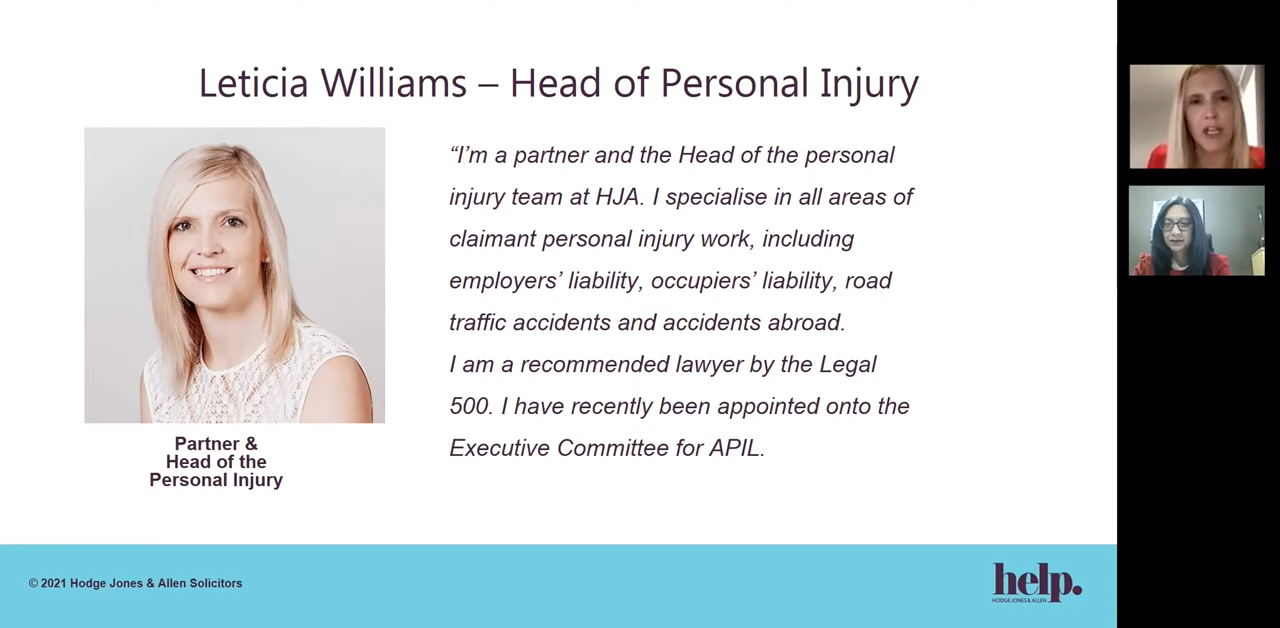 Leticia Williams – Head of Personal Injury
“I’m a partner and the Head of the personal
injury team at HJA. I specialise in all areas of
claimant personal injury work, including
employers’ liability, occupiers’ liability, road
traffic accidents and accidents abroad.
I am a recommended lawyer by the Legal
500. I have recently been appointed onto the
Executive Committee for APIL.
Partner &
Head of the
Personal Injury
© 2021 Hodge Jones & Allen Solicitors
help.
HODGE JONES & ALLEN